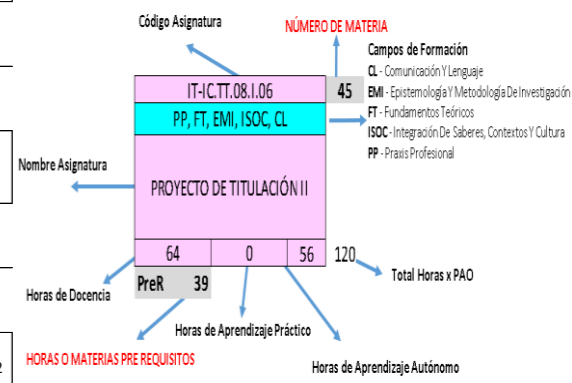 Código Asignatura
NÚMERO DE MATERIA
Campos de Formación
CL - Comunicación Y Lenguaje
EMI - Epistemología Y Metodología De Investigación
FT - Fundamentos Teóricos
ISOC - Integración De Saberes, Contextos Y Cultura
PP - Praxis Profesional
IT-IC.TT.08.I.06
45
PP, FT, EMI, ISOC, CL
Nombre Asignatura
PROYECTO DE TITULACIÓN II
64
0
56
120
Total Horas x PAO
PreR 39
Horas de Docencia
Horas de Aprendizaje Práctico
HORAS O MATERIAS PRE REQUISITOS
Horas de Aprendizaje Autónomo
2